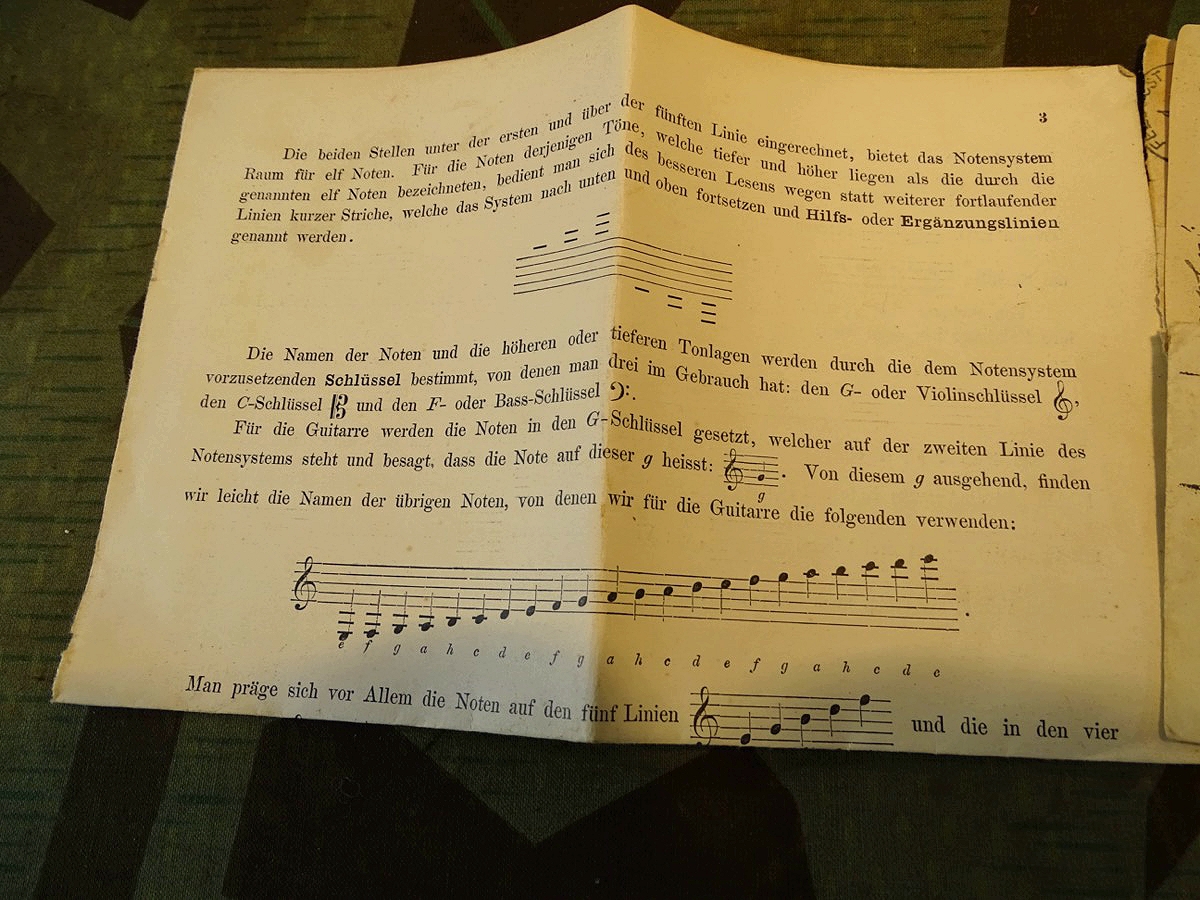 3
Die beiden Stellen unter der ersten und über der fünften Linie eingerechnet, bietet das Notensystem
Raum für elf Noten. Für die Noten derjenigen Töne, welche tiefer und höher liegen als die durch die
genannten elf Noten bezeichneten, bedient man sich des besseren Lesens wegen statt weiterer fortlaufender
Linien kurzer Striche, welche das System nach unten und oben fortsetzen und Hilfs- oder Ergänzungslinien
genannt werden.
Die Namen der Noten und die höheren oder tieferen Tonlagen werden durch die dem Notensystem
vorzusetzenden Schlüssel bestimmt, von denen man drei im Gebrauch hat: den G- oder Violinschlüssel 𝄞,
den C-Schlüssel 𝄡 und den F- oder Bass-Schlüssel 𝄢.
Für die Guitarre werden die Noten in den G-Schlüssel gesetzt, welcher auf der zweiten Linie des
Notensystems steht und besagt, dass die Note auf dieser g heisst: . Von diesem g ausgehend, finden
g
wir leicht die Namen der übrigen Noten, von denen wir für die Guitarre die folgenden verwenden:
e f g a h c d e f g a h c d e f g a h c d e
Man präge sich vor Allem die Noten auf den fünf Linien und die in den vier